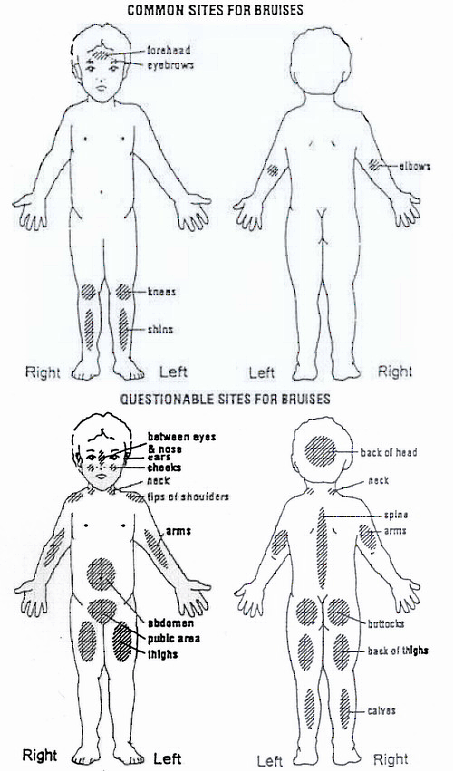 COMMON SITES FOR BRUISES
forehead
eyebrows
elbows
knees
shins
Right
Left
Left
Right
QUESTIONABLE SITES FOR BRUISES
between eyes
& nose
ears
cheeks
neck
tips of shoulders
arms
abdomen
pubic area
thighs
back of head
neck
spine
arms
buttocks
back of thighs
calves
Right
Left
Left
Right